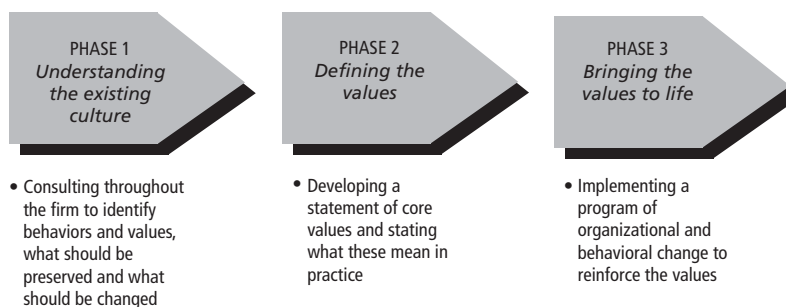 PHASE 1
Understanding
the existing
culture
• Consulting throughout
the firm to identify
behaviors and values,
what should be
preserved and what
should be changed
PHASE 2
Defining the
values
• Developing a
statement of core
values and stating
what these mean in
practice
PHASE 3
Bringing the
values to life
• Implementing a
program of
organizational and
behavioral change to
reinforce the values